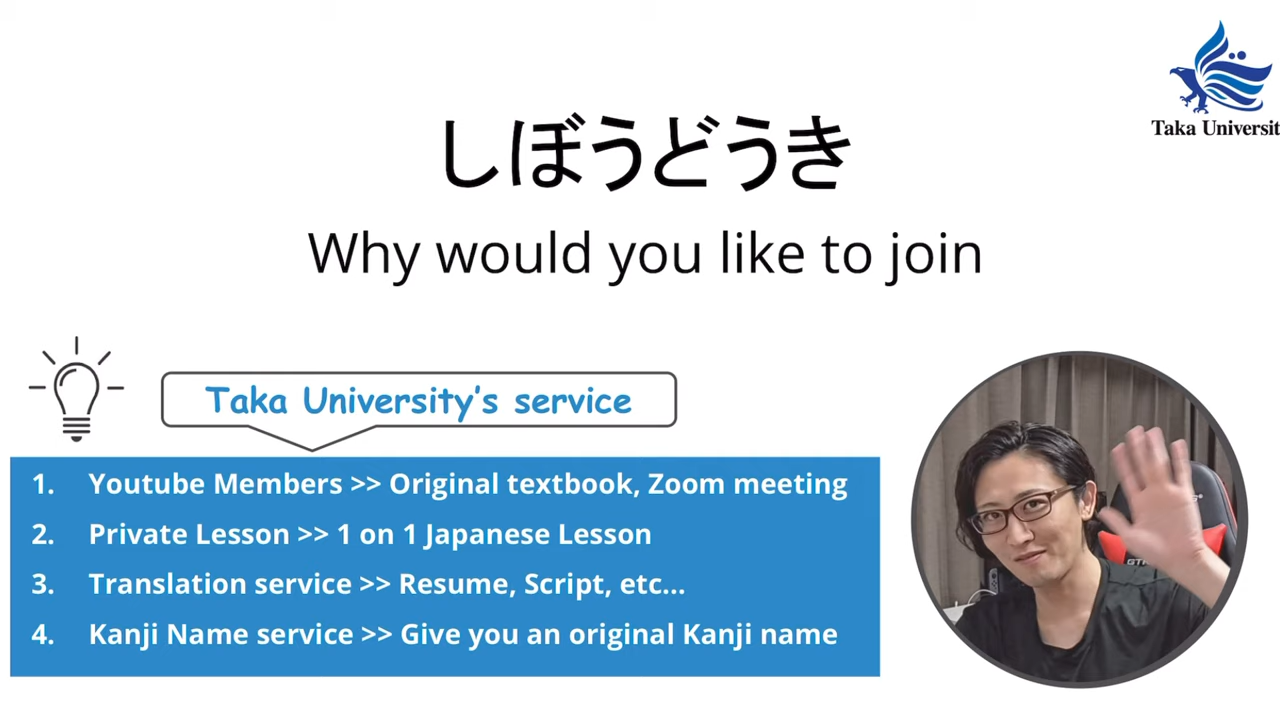 Taka Universit
しぼうどうき
Why would you like to join
Taka University's service
1. Youtube Members >> Original textbook, Zoom meeting
2. Private Lesson >> 1 on 1 Japanese Lesson
3. Translation service >> Resume, Script, etc...
4. Kanji Name service >> Give you an original Kanji name